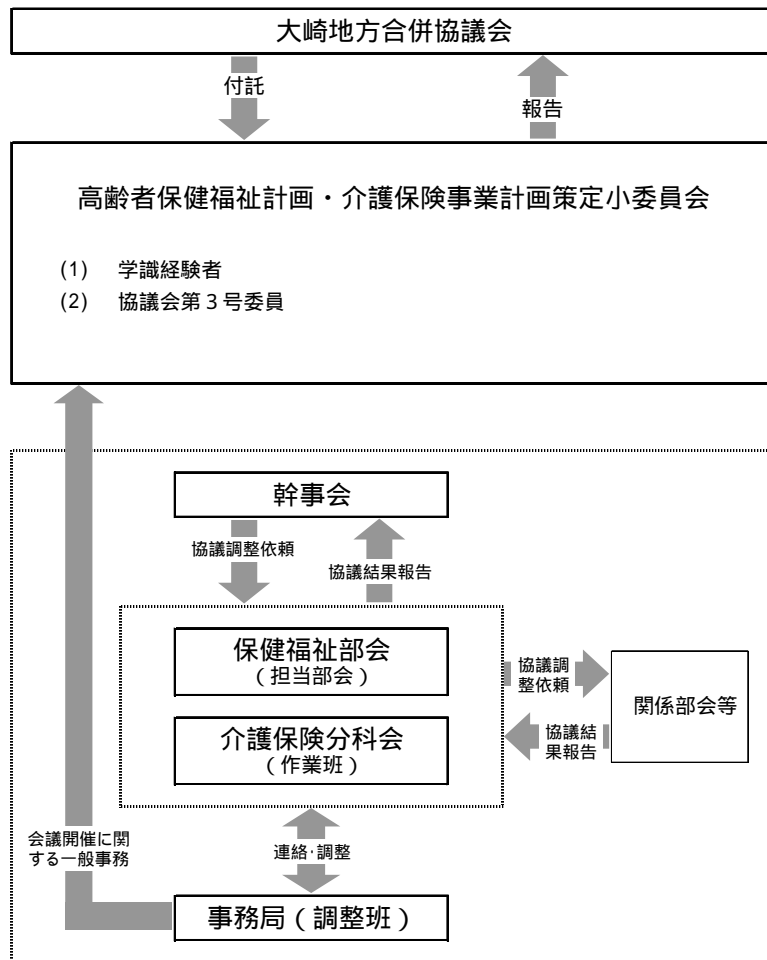 大崎地方合併協議会
付託
報告
高齢者保健福祉計画・介護保険事業計画策定小委員会
(1) 学識経験者
(2) 協議会第３号委員
幹事会
協議調整依頼
協議結果報告
保健福祉部会
（担当部会）
協議調
整依頼
関係部会等
介護保険分科会
（作業班）
協議結
果報告
会議開催に関
する一般事務
連絡･調整
事務局（調整班）